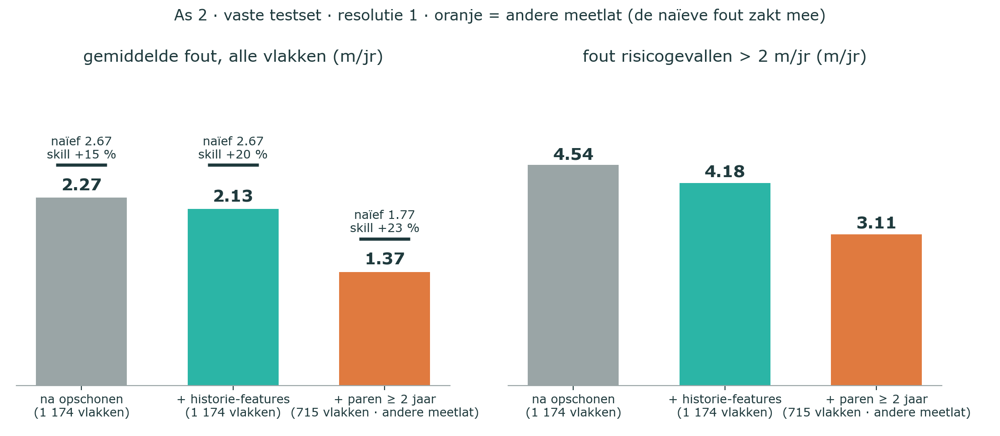 As 2 · vaste testset · resolutie 1 · oranje = andere meetlat (de naïeve fout zakt mee)
gemiddelde fout, alle vlakken (m/jr)
naïef 2.67
skill +15 %
2.27
naïef 2.67
skill +20 %
2.13
naïef 1.77
skill +23 %
1.37
na opschonen
(1 174 vlakken)
+ historie-features
(1 174 vlakken)
+ paren ≥ 2 jaar
(715 vlakken · andere meetlat)
fout risicogevallen > 2 m/jr (m/jr)
4.54
4.18
3.11
na opschonen
(1 174 vlakken)
+ historie-features
(1 174 vlakken)
+ paren ≥ 2 jaar
(715 vlakken · andere meetlat)